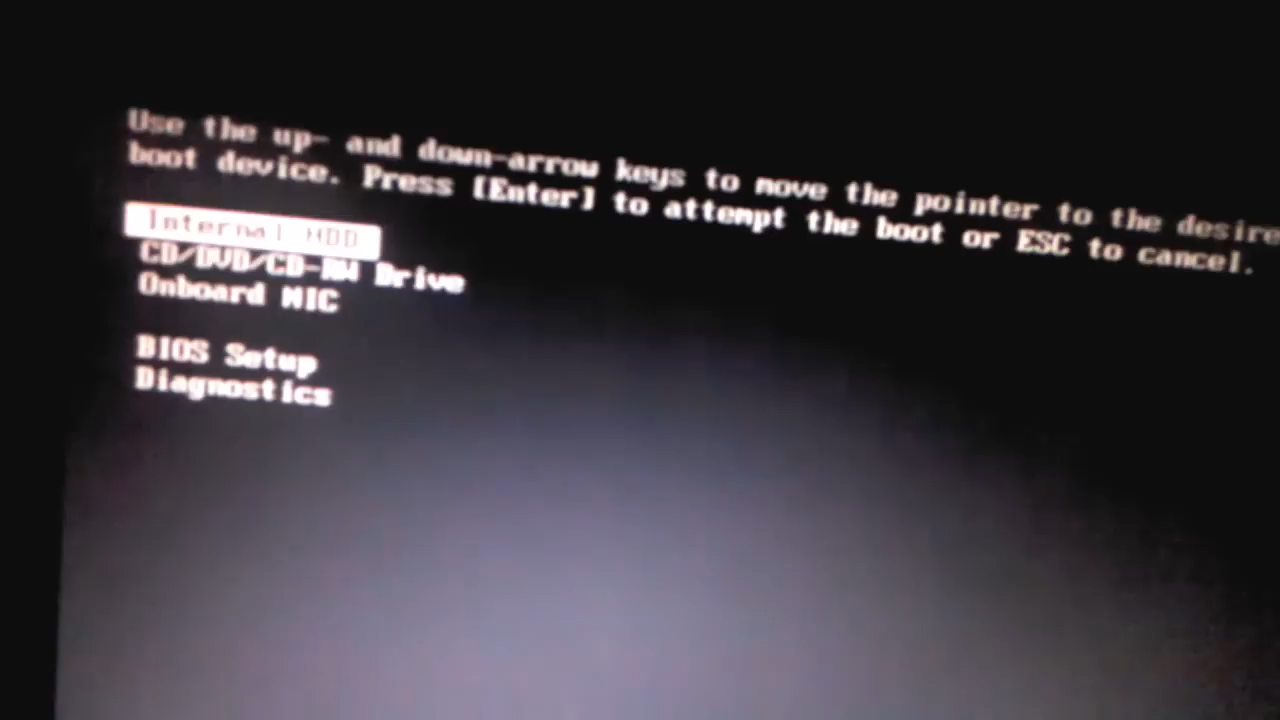 Use the up- and down-arrow keys to move the pointer to the desire
boot device. Press [Enter] to attempt the boot or ESC to cancel.
Internal HDD
CD/DVD/CD-RW Drive
Onboard NIC
BIOS Setup
Diagnostics